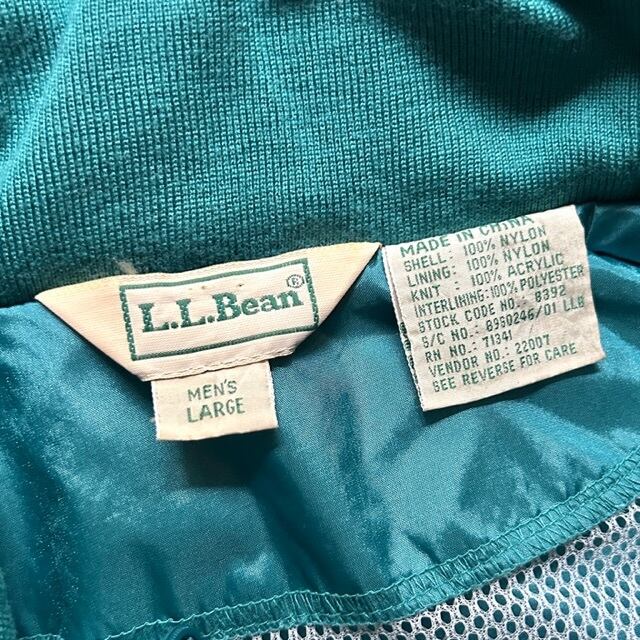 L.L.Bean®
MEN'S
LARGE
MADE IN CHINA
SHELL: 100% NYLON
LINING: 100% NYLON
KNIT : 100% ACRYLIC
INTERLINING: 100% POLYESTER
STOCK CODE NO.: 8392
S/C NO.: 89S0246/01 LLB
RN NO.: 71341
VENDOR NO.: 22007
SEE REVERSE FOR CARE